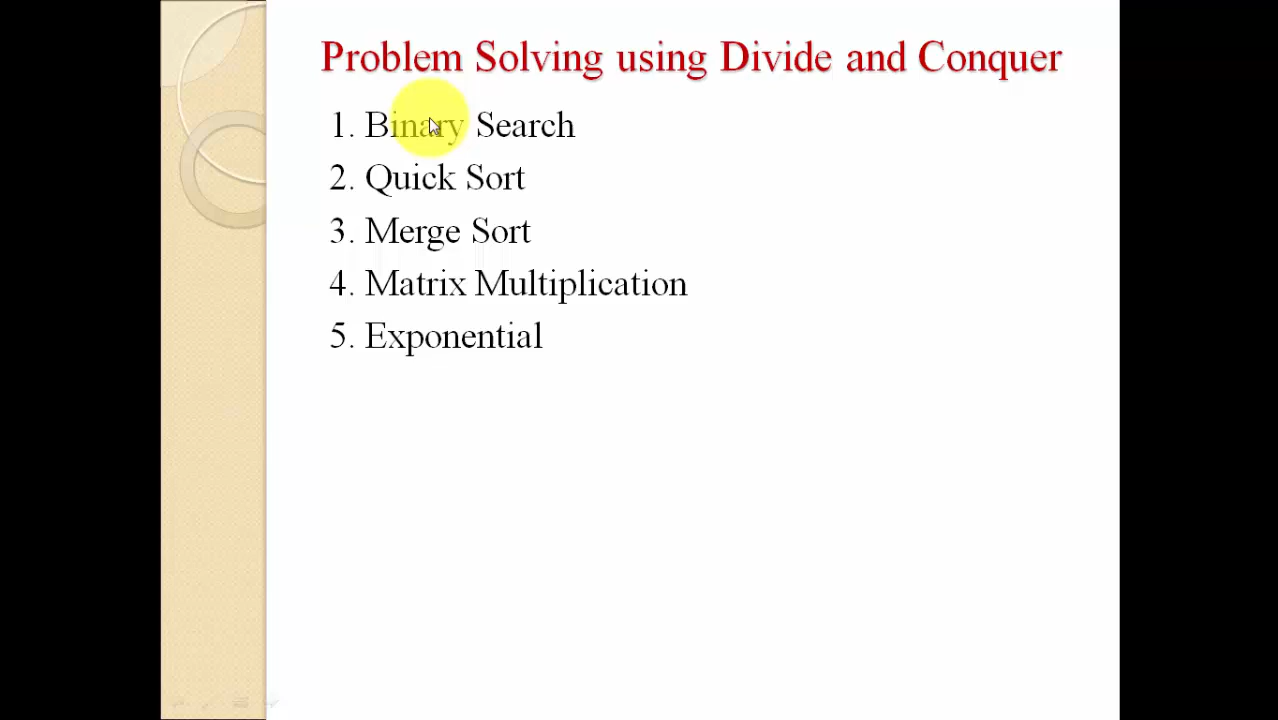 Problem Solving using Divide and Conquer
1. Binary Search
2. Quick Sort
3. Merge Sort
4. Matrix Multiplication
5. Exponential